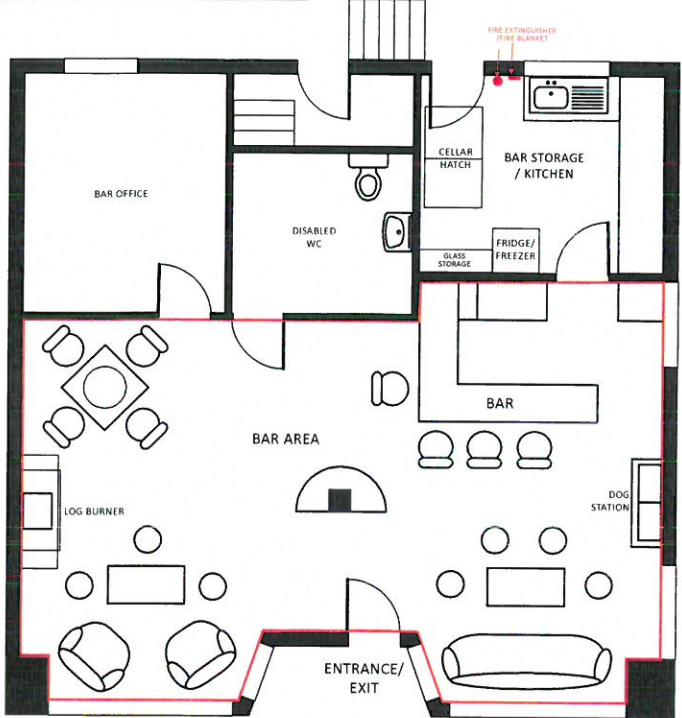 FIRE EXTINGUISHER
/FIRE BLANKET
CELLAR
HATCH
BAR STORAGE
/ KITCHEN
BAR OFFICE
DISABLED
WC
FRIDGE/
FREEZER
GLASS
STORAGE
BAR
BAR AREA
DOG
STATION
LOG BURNER
ENTRANCE/
EXIT